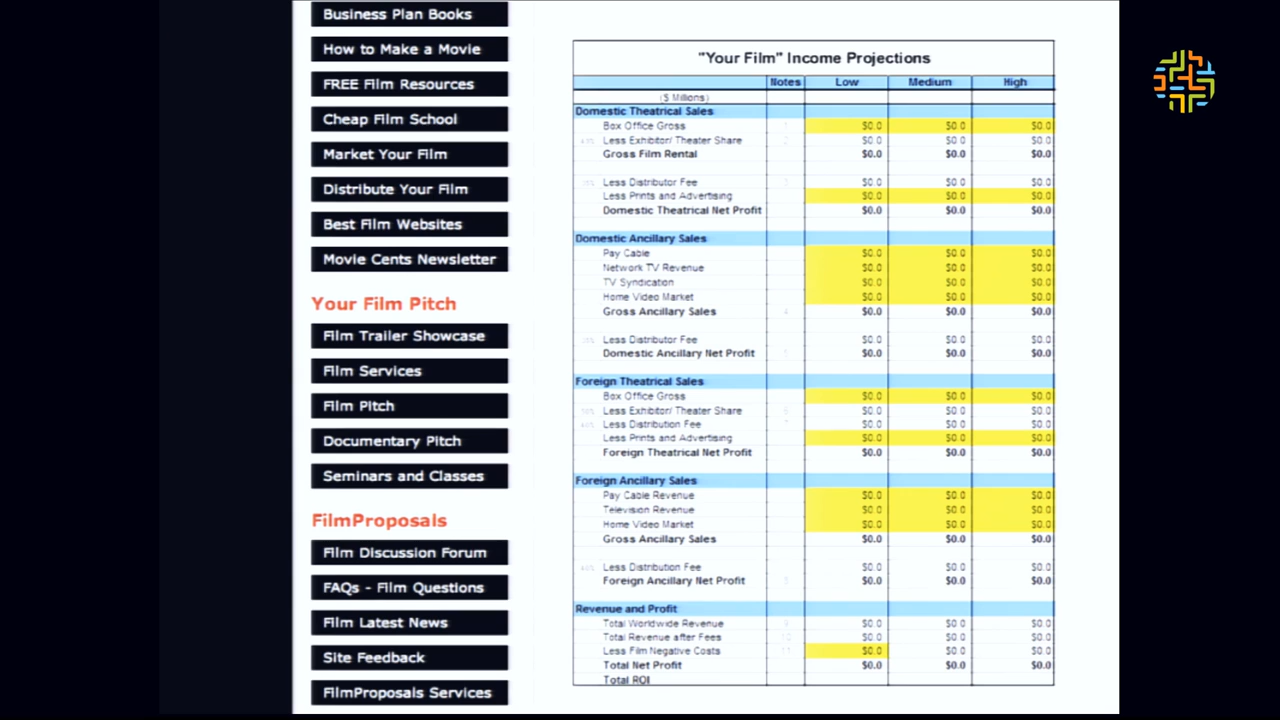 Business Plan Books
How to Make a Movie
FREE Film Resources
Cheap Film School
Market Your Film
Distribute Your Film
Best Film Websites
Movie Cents Newsletter
Your Film Pitch
Film Trailer Showcase
Film Services
Film Pitch
Documentary Pitch
Seminars and Classes
FilmProposals
Film Discussion Forum
FAQs - Film Questions
Film Latest News
Site Feedback
FilmProposals Services
"Your Film" Income Projections
Notes Low Medium High
($ Millions)
Domestic Theatrical Sales
Box Office Gross $0.0 $0.0 $0.0
Less Exhibitor/ Theater Share $0.0 $0.0 $0.0
Gross Film Rental $0.0 $0.0 $0.0
Less Distributor Fee $0.0 $0.0 $0.0
Less Prints and Advertising $0.0 $0.0 $0.0
Domestic Theatrical Net Profit $0.0 $0.0 $0.0
Domestic Ancillary Sales
Pay Cable $0.0 $0.0 $0.0
Network TV Revenue $0.0 $0.0 $0.0
TV Syndication $0.0 $0.0 $0.0
Home Video Market $0.0 $0.0 $0.0
Gross Ancillary Sales $0.0 $0.0 $0.0
Less Distributor Fee $0.0 $0.0 $0.0
Domestic Ancillary Net Profit $0.0 $0.0 $0.0
Foreign Theatrical Sales
Box Office Gross $0.0 $0.0 $0.0
Less Exhibitor/ Theater Share $0.0 $0.0 $0.0
Less Distribution Fee $0.0 $0.0 $0.0
Less Prints and Advertising $0.0 $0.0 $0.0
Foreign Theatrical Net Profit $0.0 $0.0 $0.0
Foreign Ancillary Sales
Pay Cable Revenue $0.0 $0.0 $0.0
Television Revenue $0.0 $0.0 $0.0
Home Video Market $0.0 $0.0 $0.0
Gross Ancillary Sales $0.0 $0.0 $0.0
Less Distribution Fee $0.0 $0.0 $0.0
Foreign Ancillary Net Profit $0.0 $0.0 $0.0
Revenue and Profit
Total Worldwide Revenue $0.0 $0.0 $0.0
Total Revenue after Fees $0.0 $0.0 $0.0
Less Film Negative Costs $0.0 $0.0 $0.0
Total Net Profit $0.0 $0.0 $0.0
Total ROI